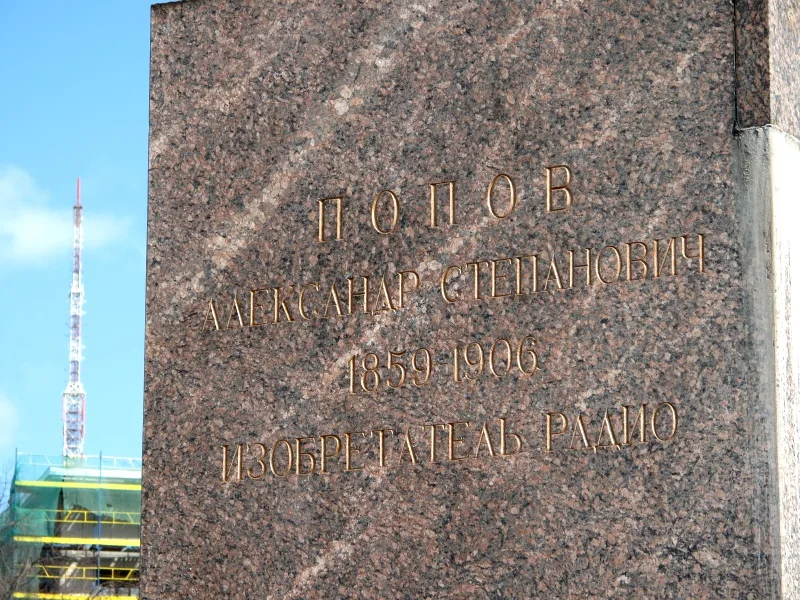 ПОПОВ
АЛЕКСАНДР СТЕПАНОВИЧ
1859-1906
ИЗОБРЕТАТЕЛЬ РАДИО